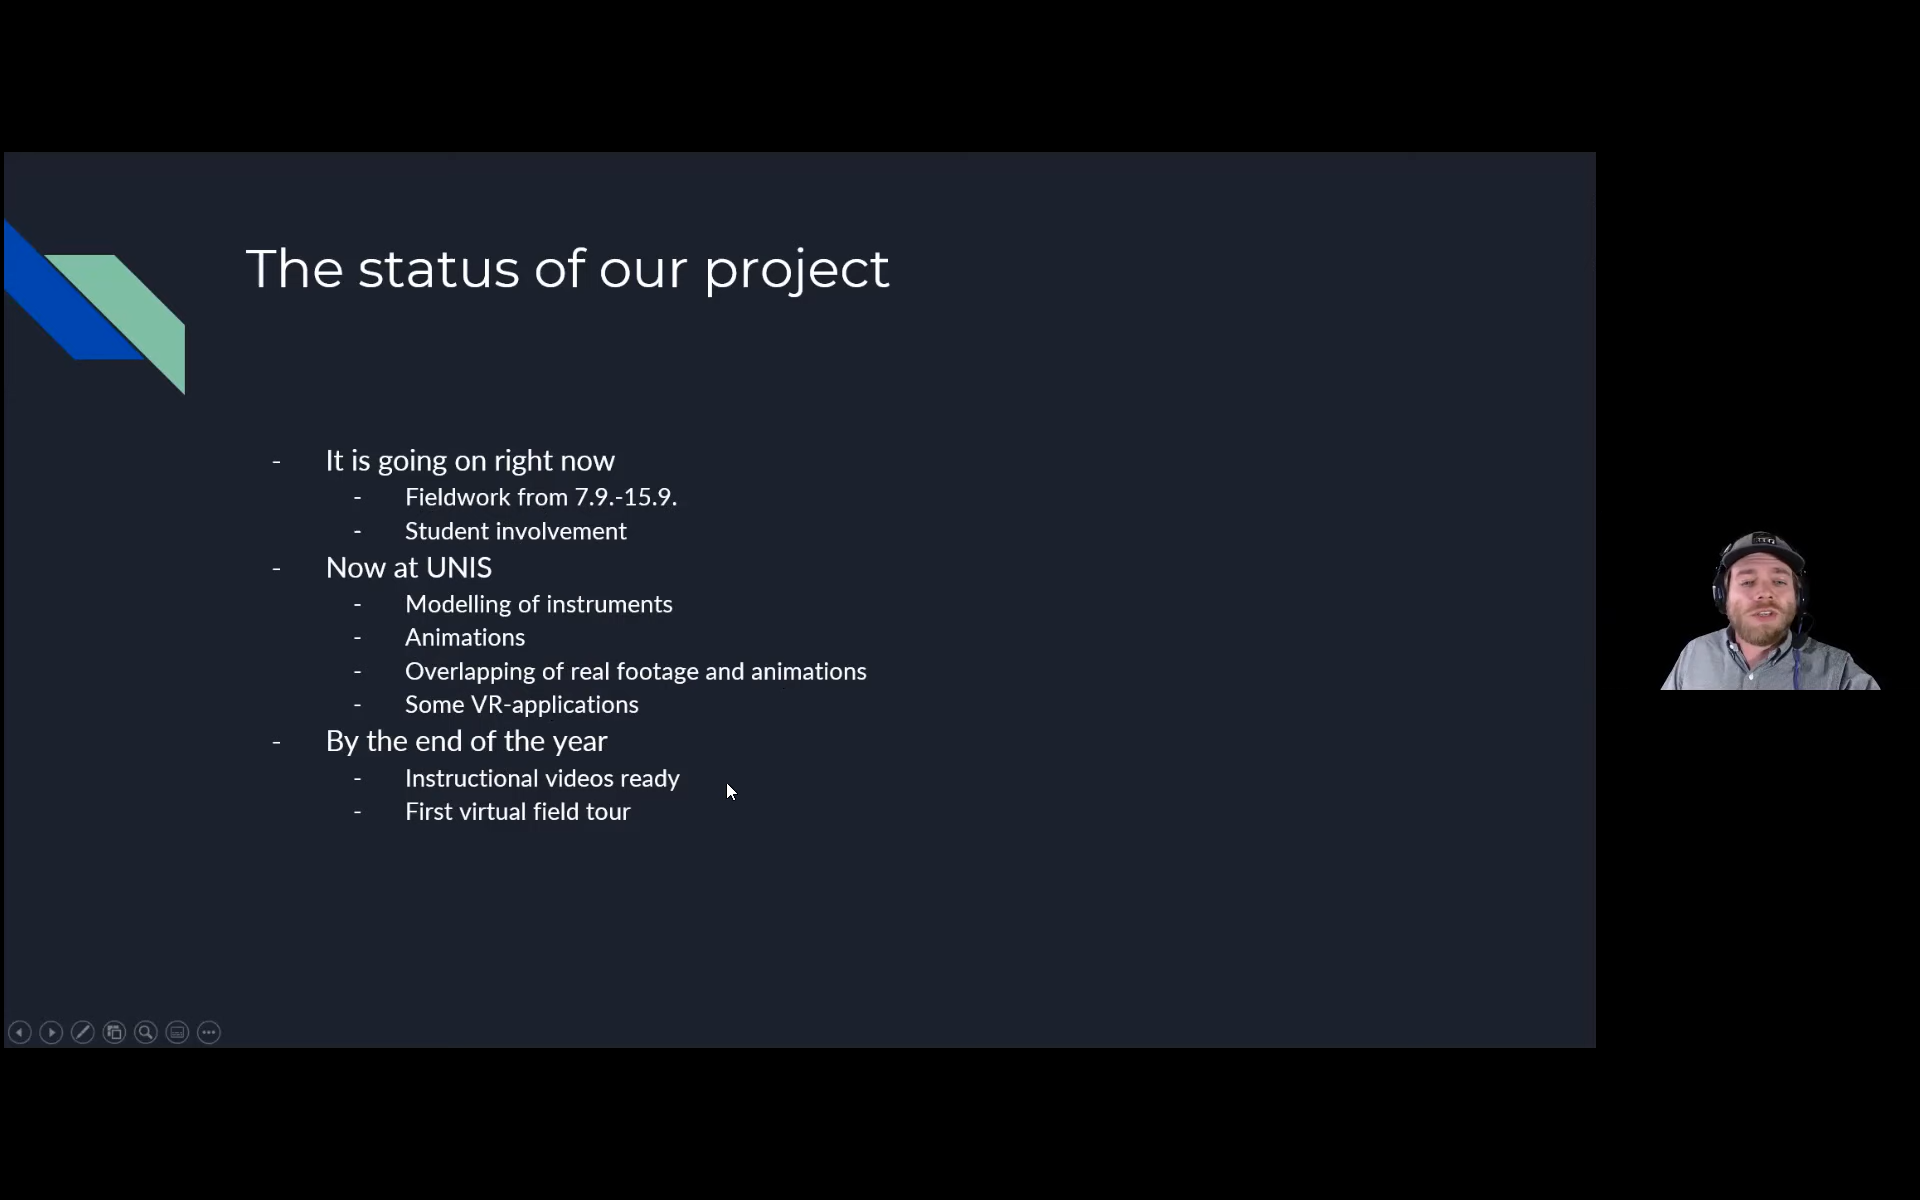 The status of our project
- It is going on right now
- Fieldwork from 7.9.-15.9.
- Student involvement
- Now at UNIS
- Modelling of instruments
- Animations
- Overlapping of real footage and animations
- Some VR-applications
- By the end of the year
- Instructional videos ready
- First virtual field tour